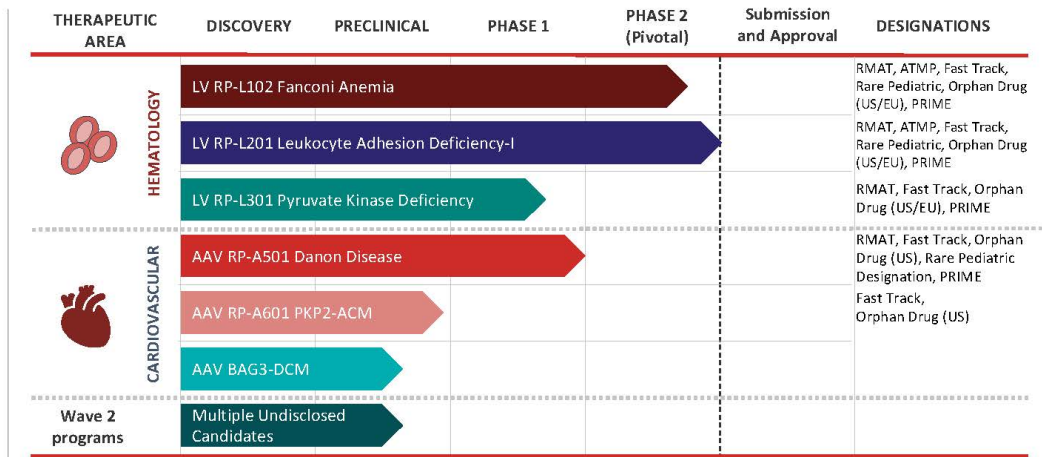 THERAPEUTIC
AREA
DISCOVERY
PRECLINICAL
PHASE 1
PHASE 2
(Pivotal)
Submission
and Approval
DESIGNATIONS
HEMATOLOGY
LV RP-L102 Fanconi Anemia
RMAT, ATMP, Fast Track,
Rare Pediatric, Orphan Drug
(US/EU), PRIME
LV RP-L201 Leukocyte Adhesion Deficiency-I
RMAT, ATMP, Fast Track,
Rare Pediatric, Orphan Drug
(US/EU), PRIME
LV RP-L301 Pyruvate Kinase Deficiency
RMAT, Fast Track, Orphan
Drug (US/EU), PRIME
CARDIOVASCULAR
AAV RP-A501 Danon Disease
RMAT, Fast Track, Orphan
Drug (US), Rare Pediatric
Designation, PRIME
AAV RP-A601 PKP2-ACM
Fast Track,
Orphan Drug (US)
AAV BAG3-DCM
Wave 2
programs
Multiple Undisclosed
Candidates